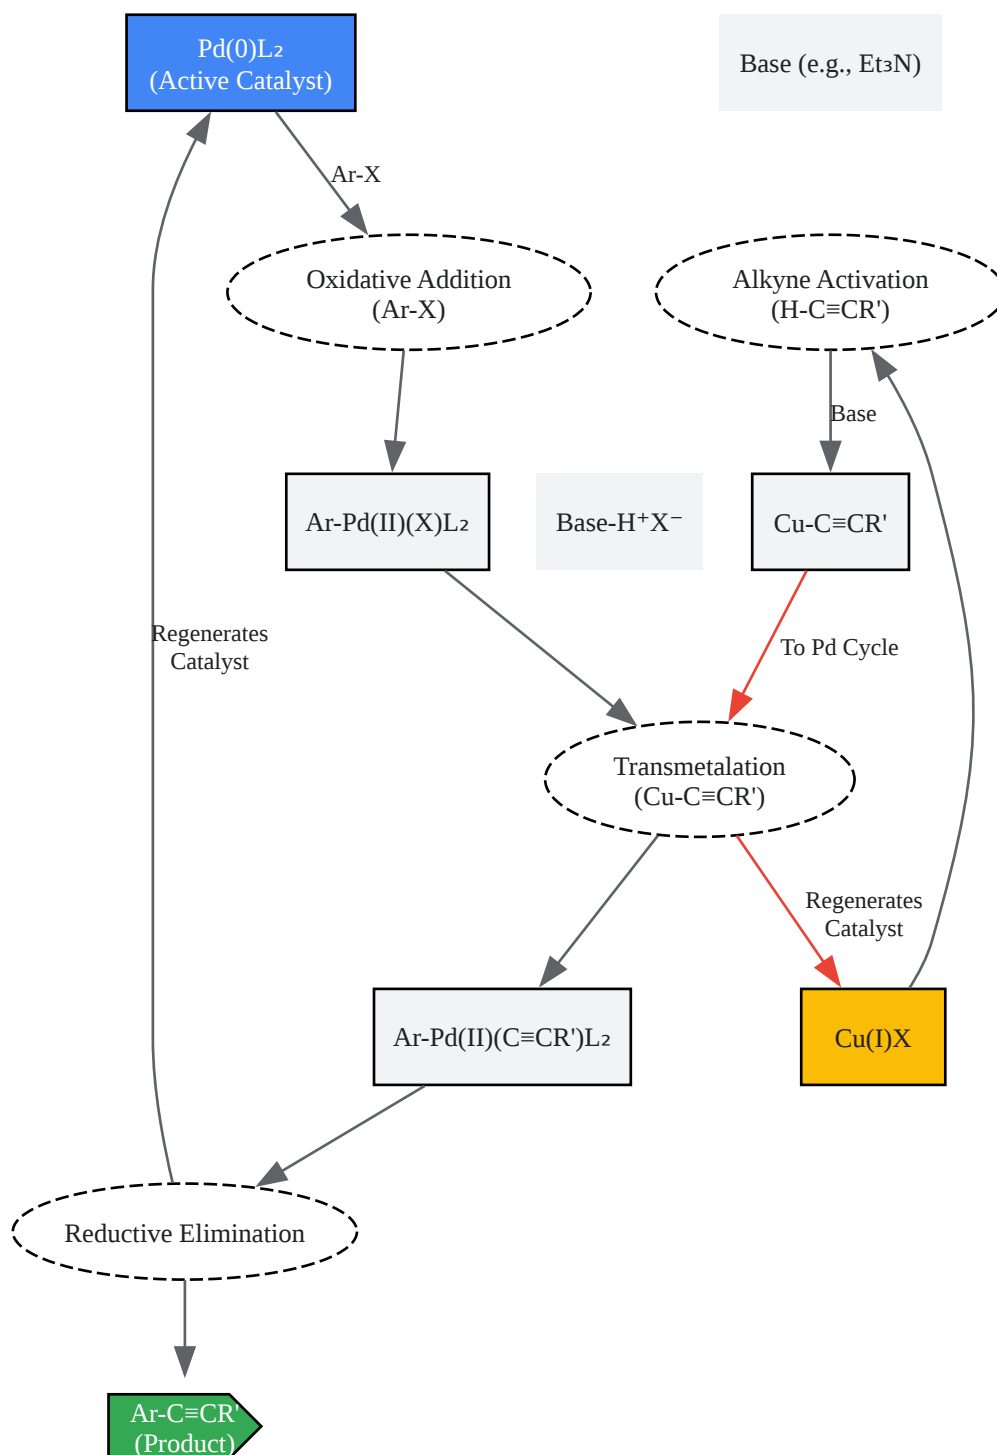 Pd(0)L₂
(Active Catalyst)
Base (e.g., Et₃N)
Ar-X
Oxidative Addition
(Ar-X)
Alkyne Activation
(H-C≡CR')
Base
Ar-Pd(II)(X)L₂
Base-H⁺X⁻
Cu-C≡CR'
Regenerates
Catalyst
To Pd Cycle
Transmetalation
(Cu-C≡CR')
Regenerates
Catalyst
Ar-Pd(II)(C≡CR')L₂
Cu(I)X
Reductive Elimination
Ar-C≡CR'
(Product)